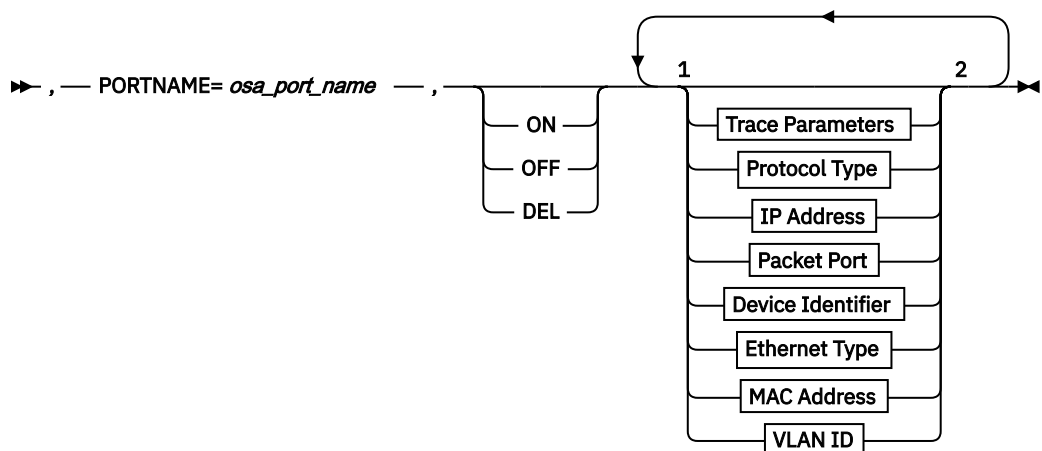 1 2
, PORTNAME= osa_port_name ,
ON
OFF
DEL
Trace Parameters
Protocol Type
IP Address
Packet Port
Device Identifier
Ethernet Type
MAC Address
VLAN ID